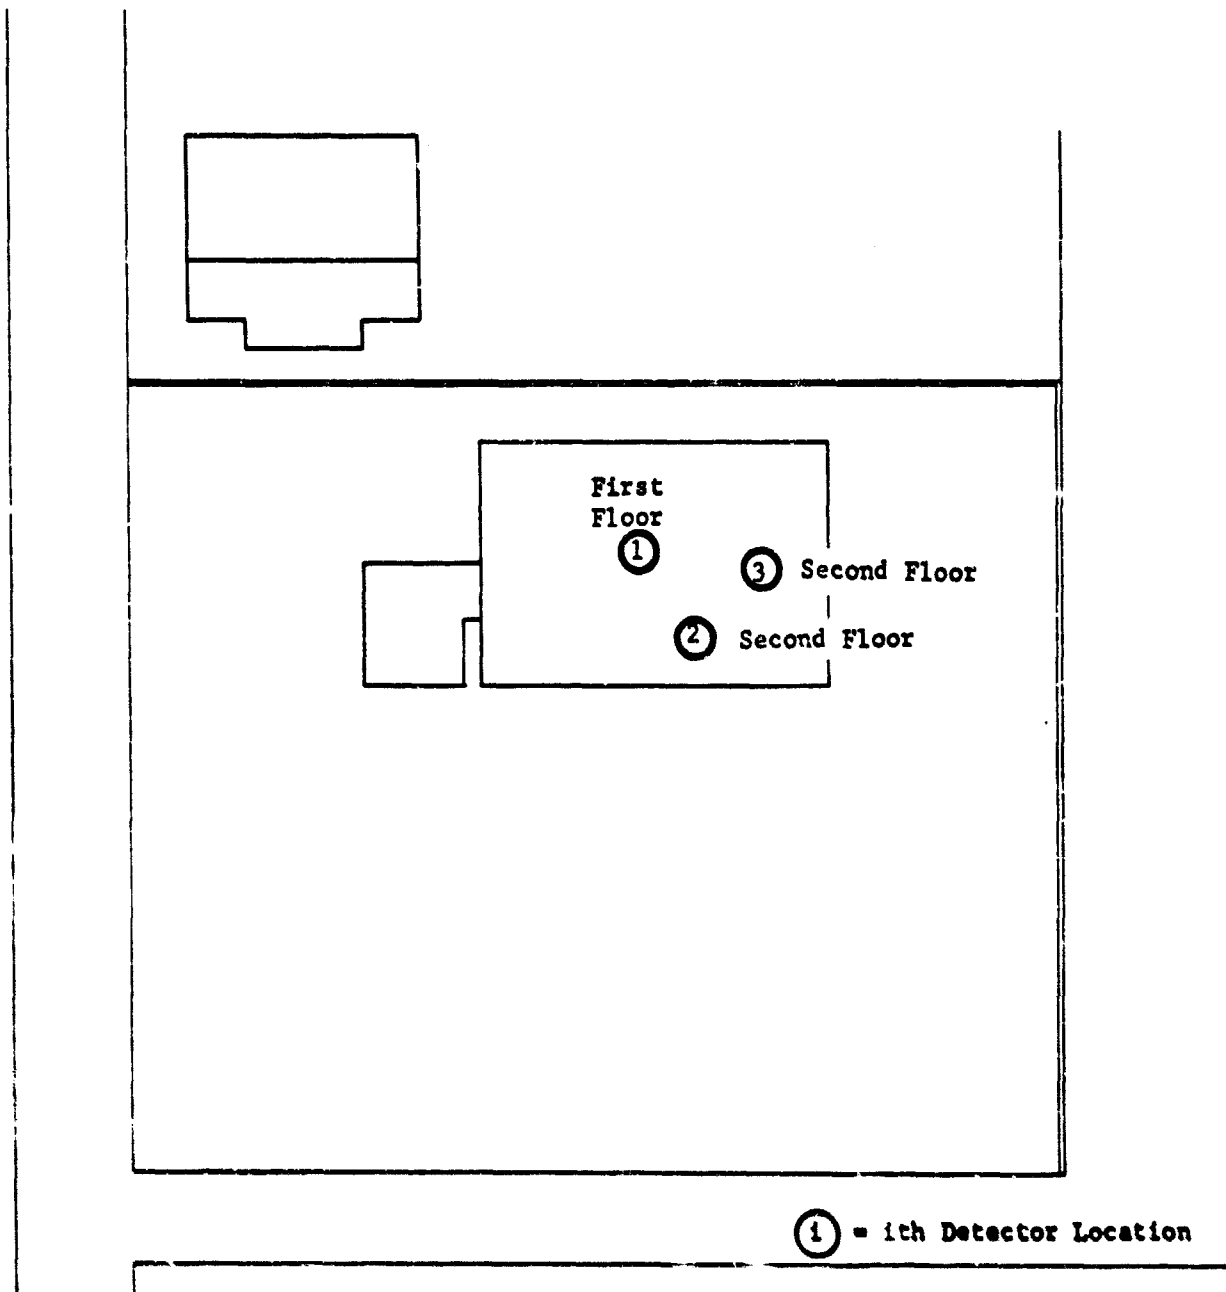 First
Floor
1
3 Second Floor
2 Second Floor
i = ith Detector Location